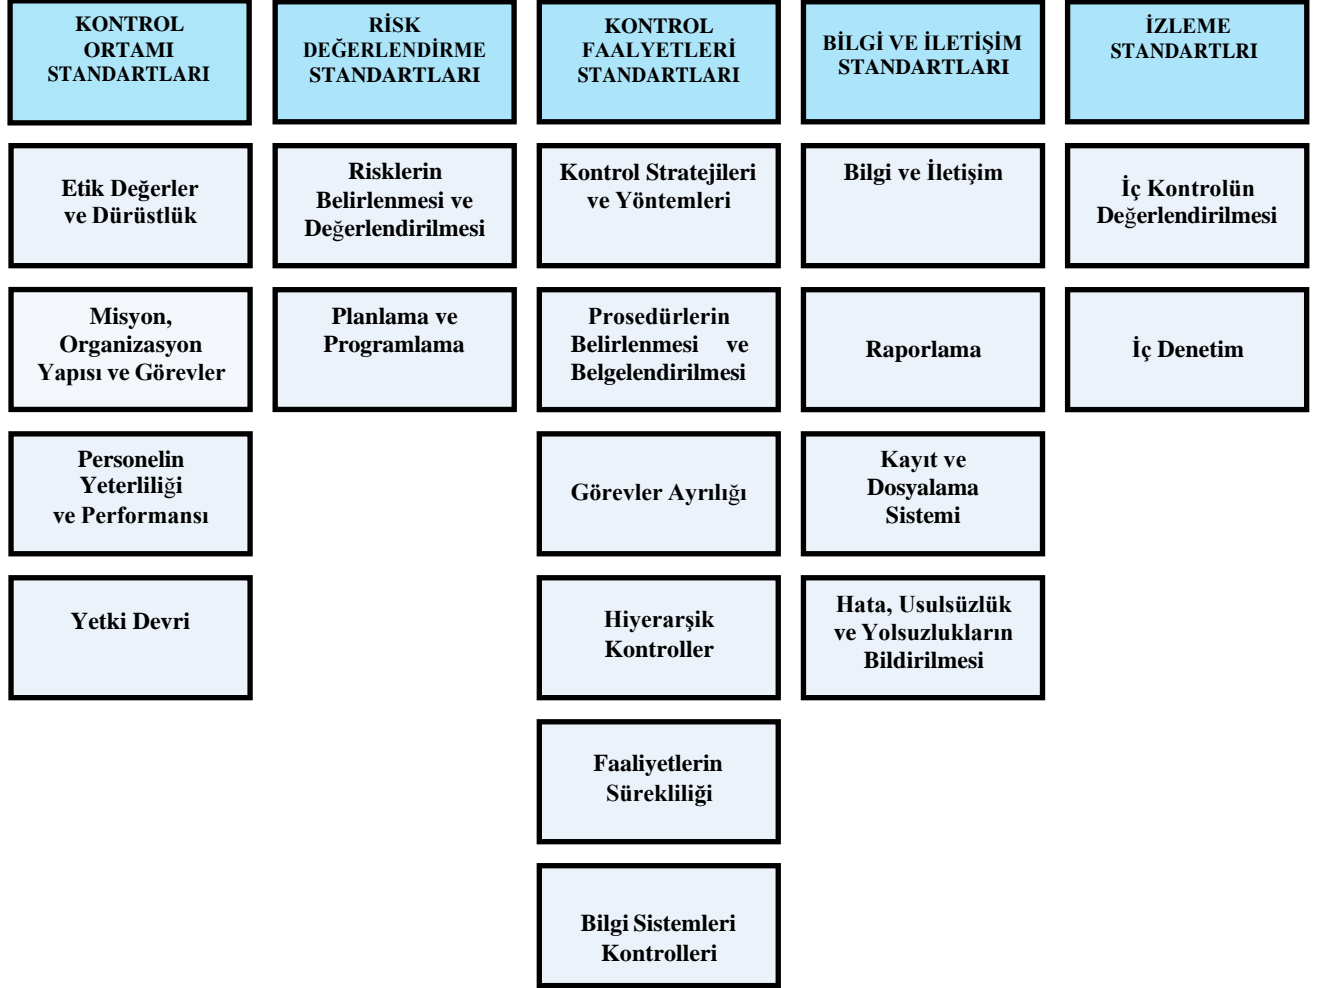 KONTROL
ORTAMI
STANDARTLARI
RİSK
DEĞERLENDİRME
STANDARTLARI
KONTROL
FAALYETLERİ
STANDARTLARI
BİLGİ VE İLETİŞİM
STANDARTLARI
İZLEME
STANDARTLRI
Etik Değerler
ve Dürüstlük
Risklerin
Belirlenmesi ve
Değerlendirilmesi
Kontrol Stratejileri
ve Yöntemleri
Bilgi ve İletişim
İç Kontrolün
Değerlendirilmesi
Misyon,
Organizasyon
Yapısı ve Görevler
Planlama ve
Programlama
Prosedürlerin
Belirlenmesi ve
Belgelendirilmesi
Raporlama
İç Denetim
Personelin
Yeterliliği
ve Performansı
Görevler Ayrılığı
Kayıt ve
Dosyalama
Sistemi
Yetki Devri
Hiyerarşik
Kontroller
Hata, Usulsüzlük
ve Yolsuzlukların
Bildirilmesi
Faaliyetlerin
Sürekliliği
Bilgi Sistemleri
Kontrolleri